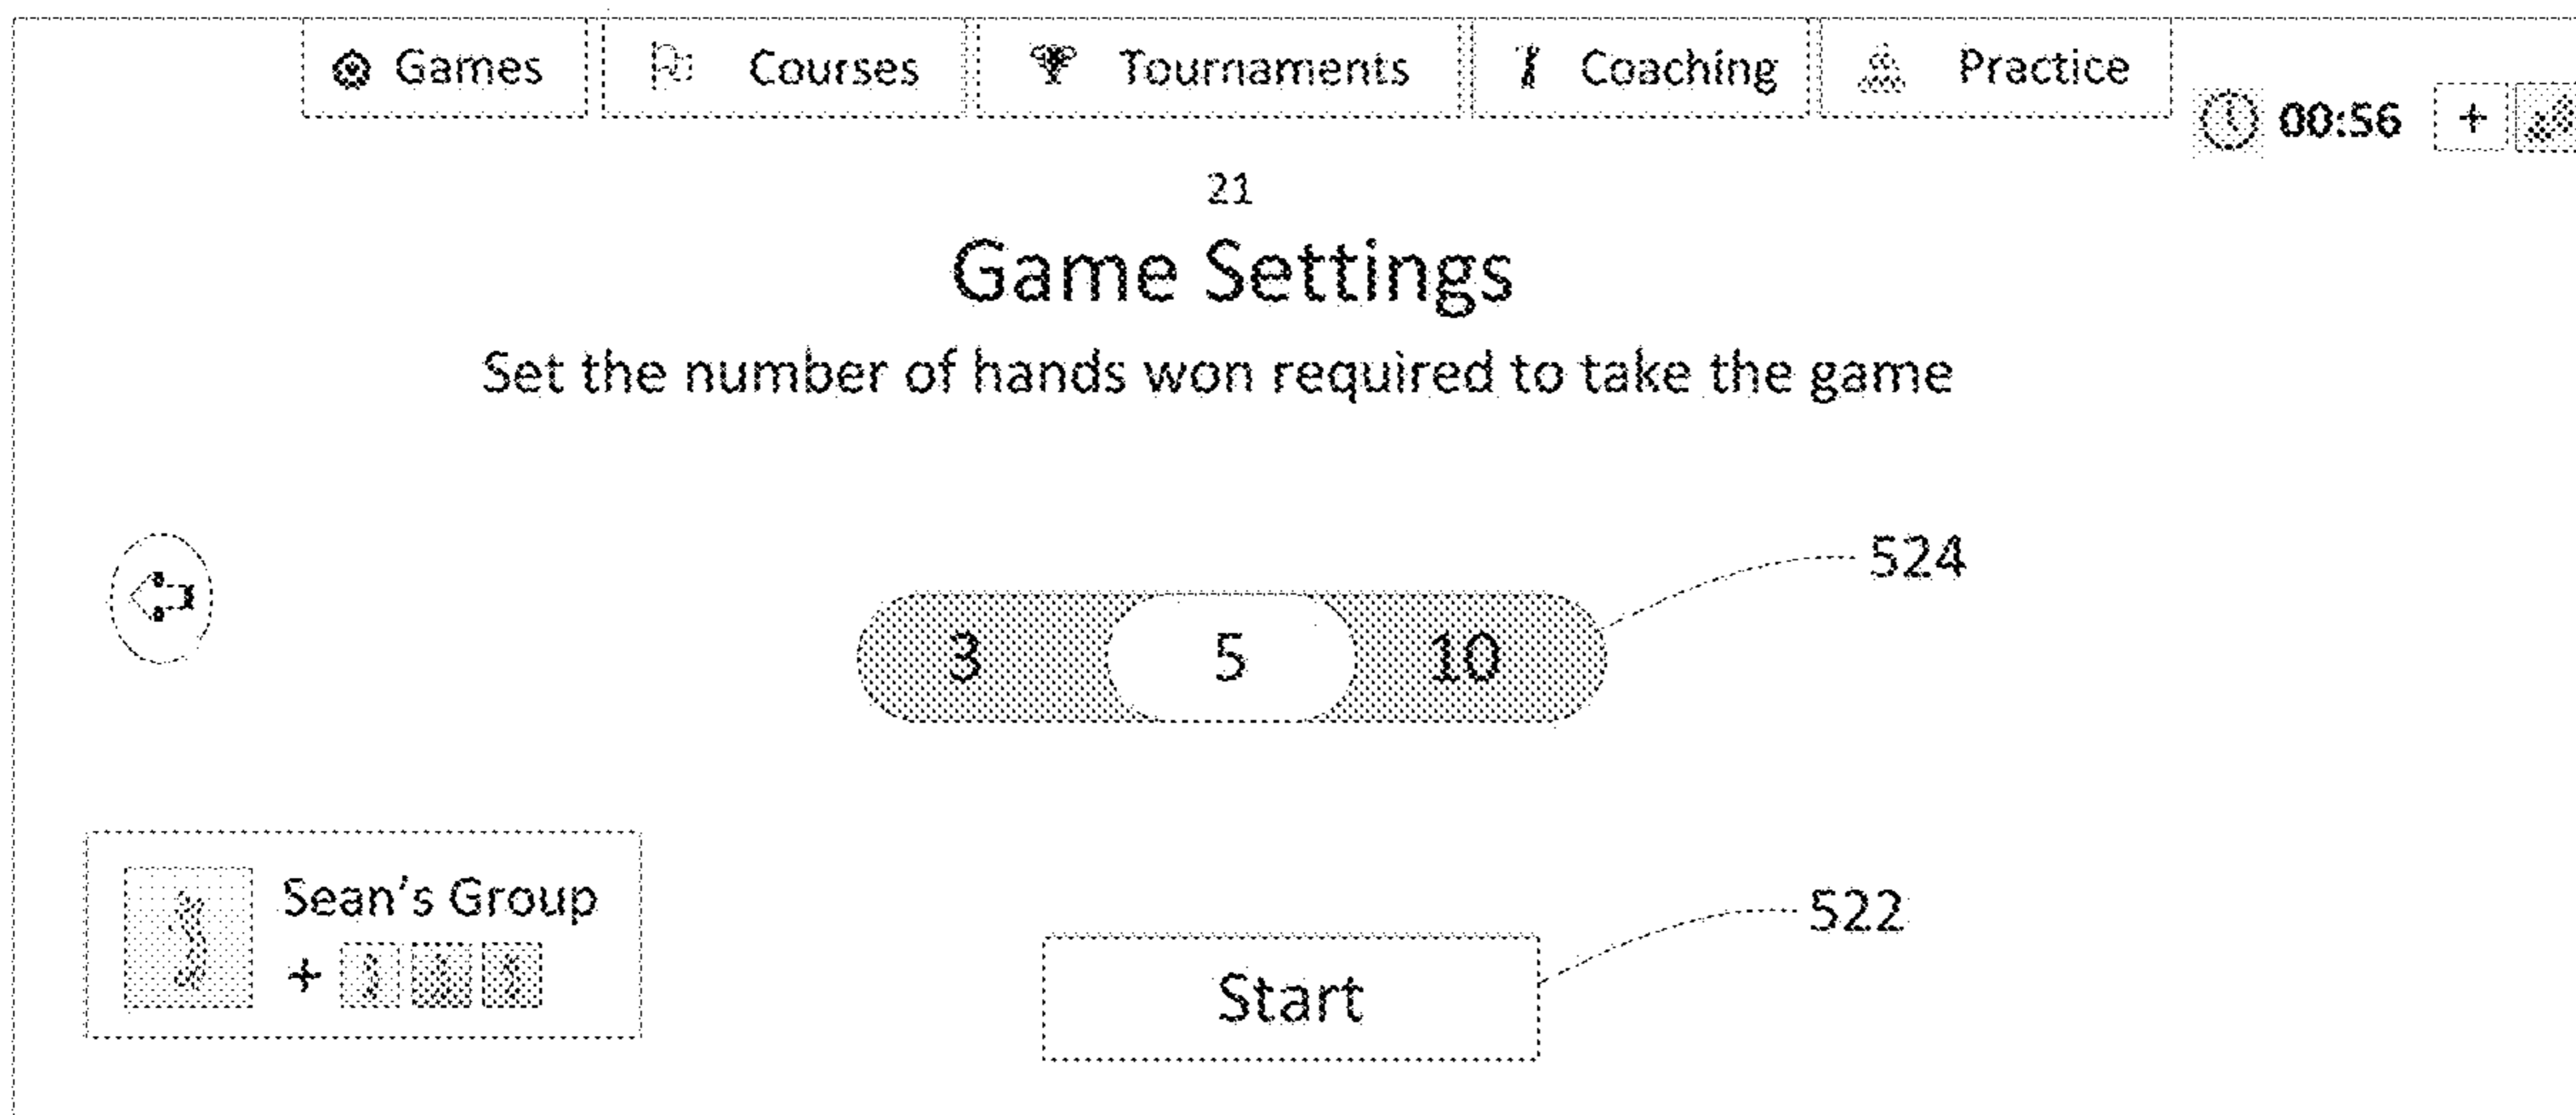 Games Courses Tournaments Coaching Practice
00:56 +
21
Game Settings
Set the number of hands won required to take the game
524
3 5 10
Sean's Group
+
522
Start